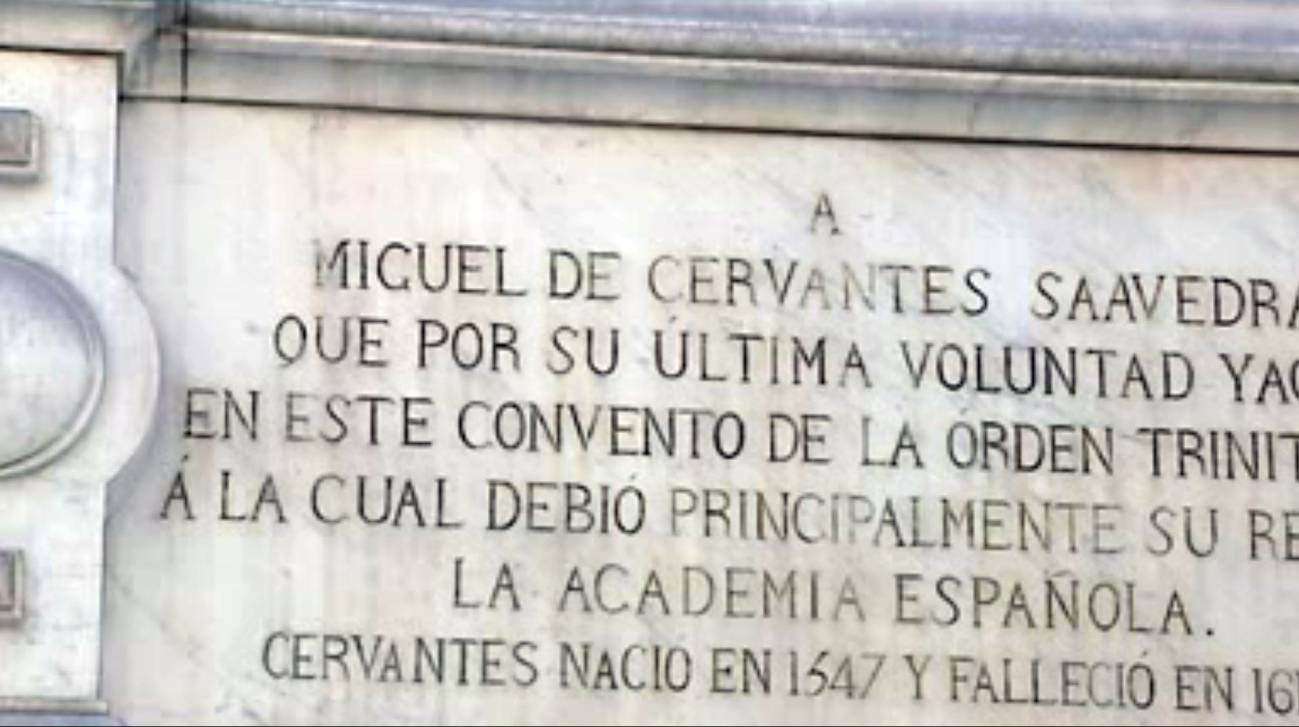 A
MIGUEL DE CERVANTES SAAVEDRA
QUE POR SU ÚLTIMA VOLUNTAD
EN ESTE CONVENTO DE LA ÓRDEN
Á LA CUAL DEBIÓ PRINCIPALMENTE SU
LA ACADEMIA ESPAÑOLA.
CERVANTES NACIO EN 1547 Y FALLECIÓ EN